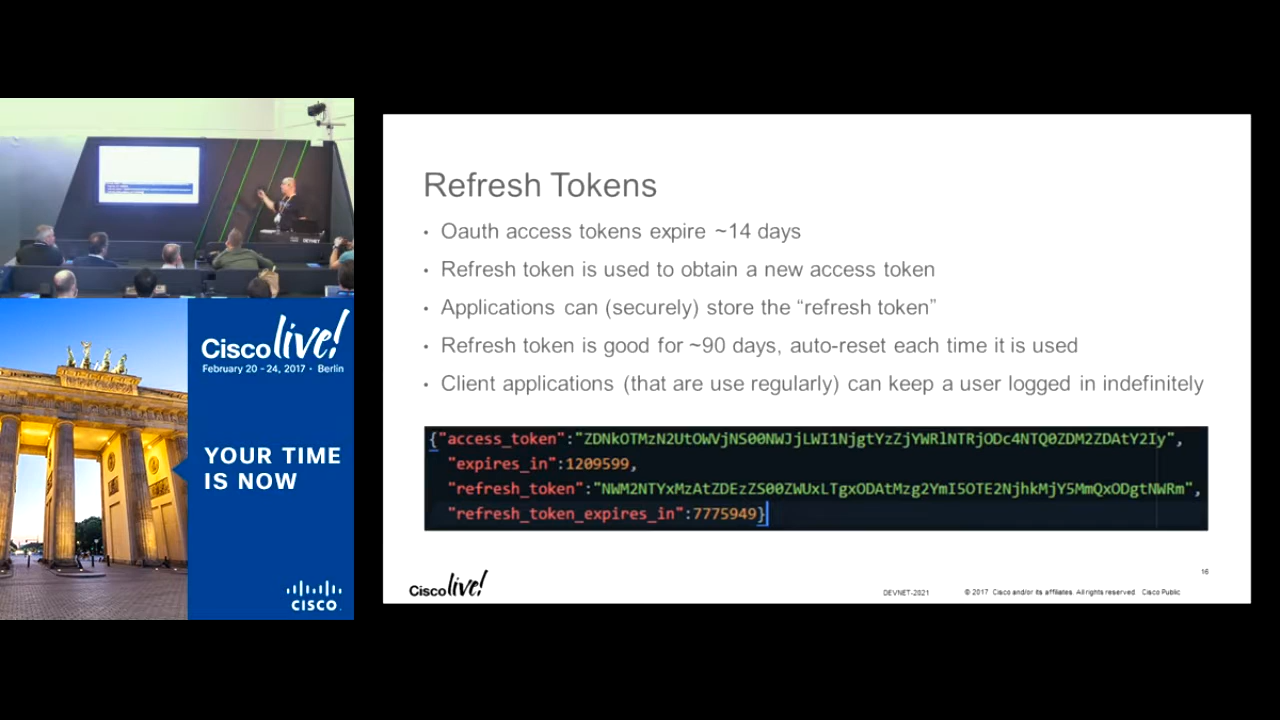 Refresh Tokens
• Oauth access tokens expire ~14 days
• Refresh token is used to obtain a new access token
• Applications can (securely) store the “refresh token”
• Refresh token is good for ~90 days, auto-reset each time it is used
• Client applications (that are use regularly) can keep a user logged in indefinitely
{"access_token":"ZDNkOTMzN2UtOWVjNS00NWJjLWI1NjgtYzZjYWRlNTRjODc4NTQ0ZDM2ZDAtY2Iy",
"expires_in":1209599,
"refresh_token":"NWM2NTYxMzAtZDEzZS00ZWUxLTgxODAtMzg2YmI5OTE2NjhkMjY5MmQxODgtNWRm",
"refresh_token_expires_in":7775949}
16
Cisco live!
DEVNET-2021
© 2017 Cisco and/or its affiliates. All rights reserved. Cisco Public
DEVNET
Cisco live!
February 20 - 24, 2017 · Berlin
YOUR TIME
IS NOW
CISCO